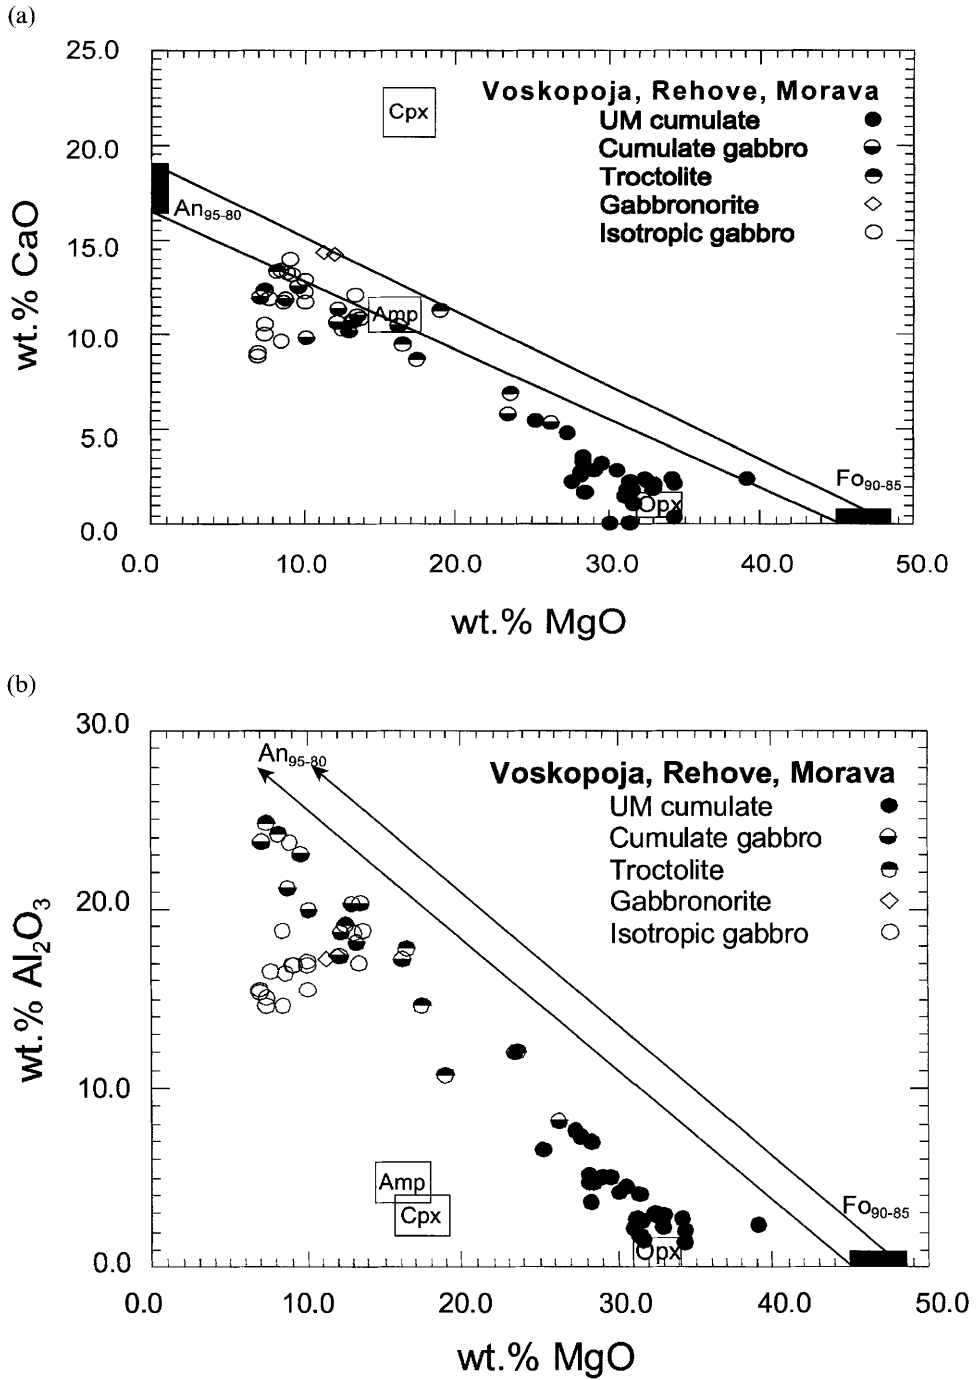 (a)
25.0
20.0
15.0
10.0
5.0
0.0
wt.% CaO
Cpx
Voskopoja, Rehove, Morava
UM cumulate
Cumulate gabbro
Troctolite
Gabbronorite
Isotropic gabbro
An95-80
Amp
Opx
Fo90-85
0.0 10.0 20.0 30.0 40.0 50.0
wt.% MgO
(b)
30.0
20.0
10.0
0.0
wt.% Al2O3
An95-80
Voskopoja, Rehove, Morava
UM cumulate
Cumulate gabbro
Troctolite
Gabbronorite
Isotropic gabbro
Amp
Cpx
Opx
Fo90-85
0.0 10.0 20.0 30.0 40.0 50.0
wt.% MgO